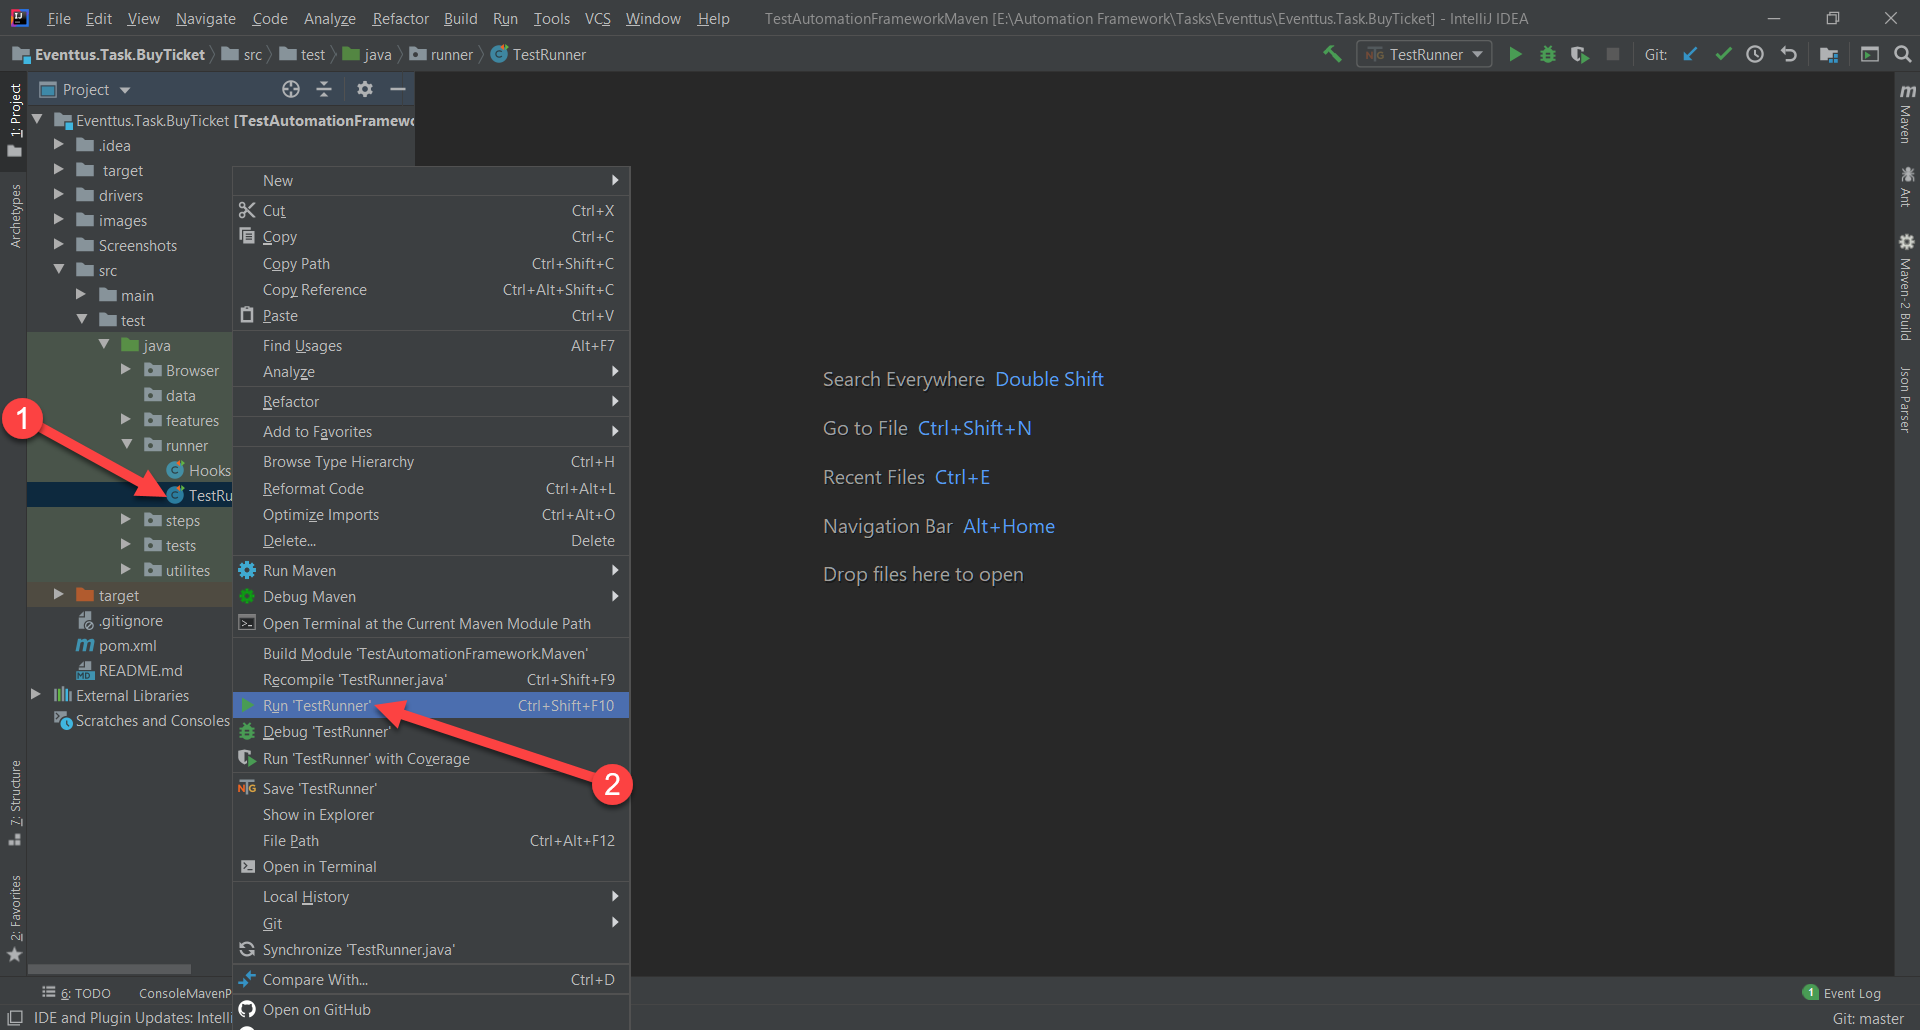 File Edit View Navigate Code Analyze Refactor Build Run Tools VCS Window Help TestAutomationFrameworkMaven [E:\Automation Framework\Tasks\Eventtus\Eventtus.Task.BuyTicket] - IntelliJ IDEA
Eventtus.Task.BuyTicket src test java runner TestRunner NTG TestRunner Git:
Project
Eventtus.Task.BuyTicket [TestAutomationFramewo
.idea
target
drivers
images
Screenshots
src
main
test
java
Browser
data
features
runner
Hooks
TestRu
steps
tests
utilites
target
.gitignore
pom.xml
README.md
External Libraries
Scratches and Consoles
1
New
Cut Ctrl+X
Copy Ctrl+C
Copy Path Ctrl+Shift+C
Copy Reference Ctrl+Alt+Shift+C
Paste Ctrl+V
Find Usages Alt+F7
Analyze
Refactor
Add to Favorites
Browse Type Hierarchy Ctrl+H
Reformat Code Ctrl+Alt+L
Optimize Imports Ctrl+Alt+O
Delete... Delete
Run Maven
Debug Maven
Open Terminal at the Current Maven Module Path
Build Module 'TestAutomationFramework.Maven'
Recompile 'TestRunner.java' Ctrl+Shift+F9
Run 'TestRunner' Ctrl+Shift+F10
Debug 'TestRunner'
Run 'TestRunner' with Coverage
2
NTG Save 'TestRunner'
Show in Explorer
File Path Ctrl+Alt+F12
Open in Terminal
Local History
Git
Synchronize 'TestRunner.java'
Compare With... Ctrl+D
Open on GitHub
Search Everywhere Double Shift
Go to File Ctrl+Shift+N
Recent Files Ctrl+E
Navigation Bar Alt+Home
Drop files here to open
1: Project
Archetypes
7: Structure
2: Favorites
Maven
Ant
Maven-2 Build
Json Parser
6: TODO ConsoleMavenP 1 Event Log
IDE and Plugin Updates: Intelli Git: master